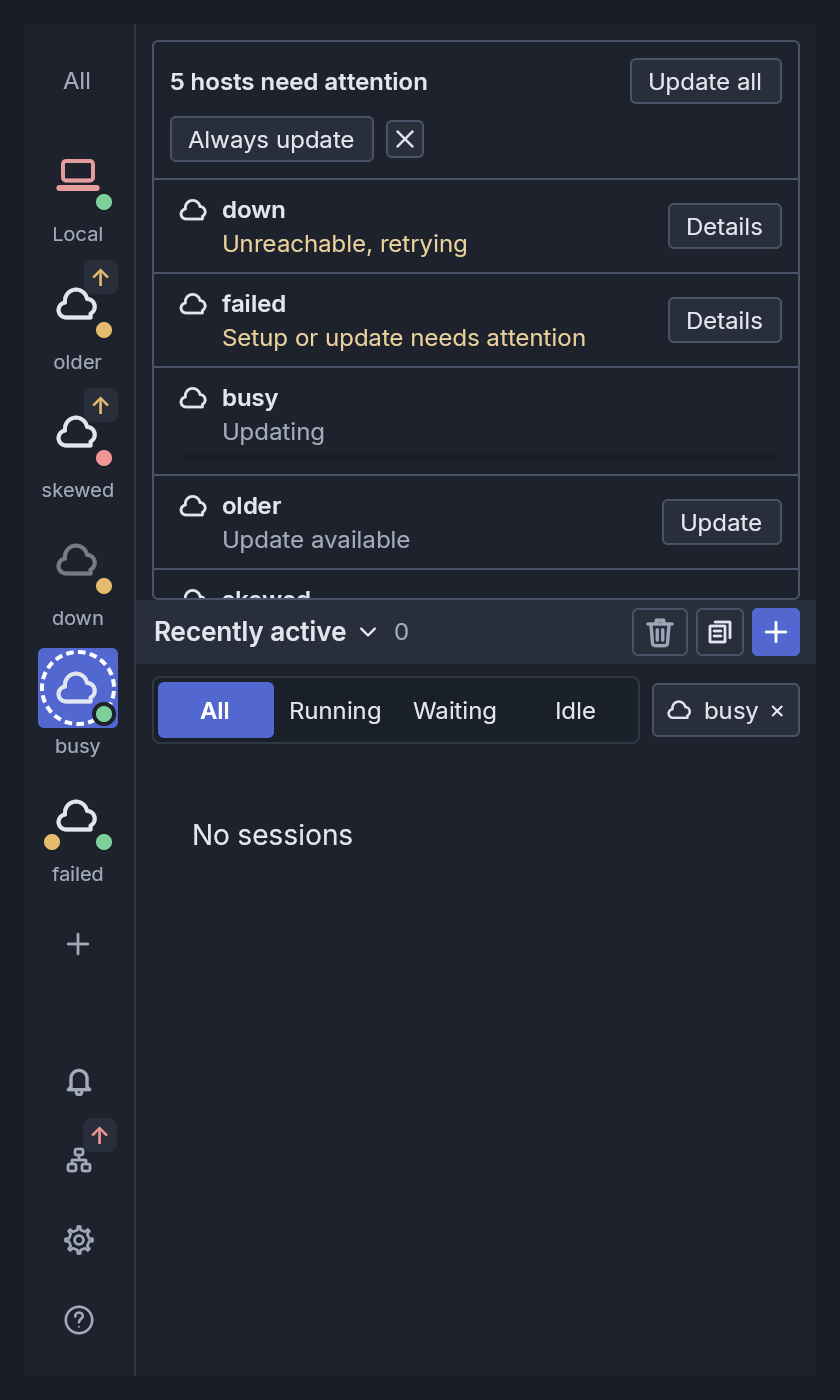 All
Local
older
skewed
down
busy
failed
5 hosts need attention
Update all
Always update
down
Unreachable, retrying
Details
failed
Setup or update needs attention
Details
busy
Updating
older
Update available
Update
skewed
Recently active
0
All
Running
Waiting
Idle
busy ×
No sessions